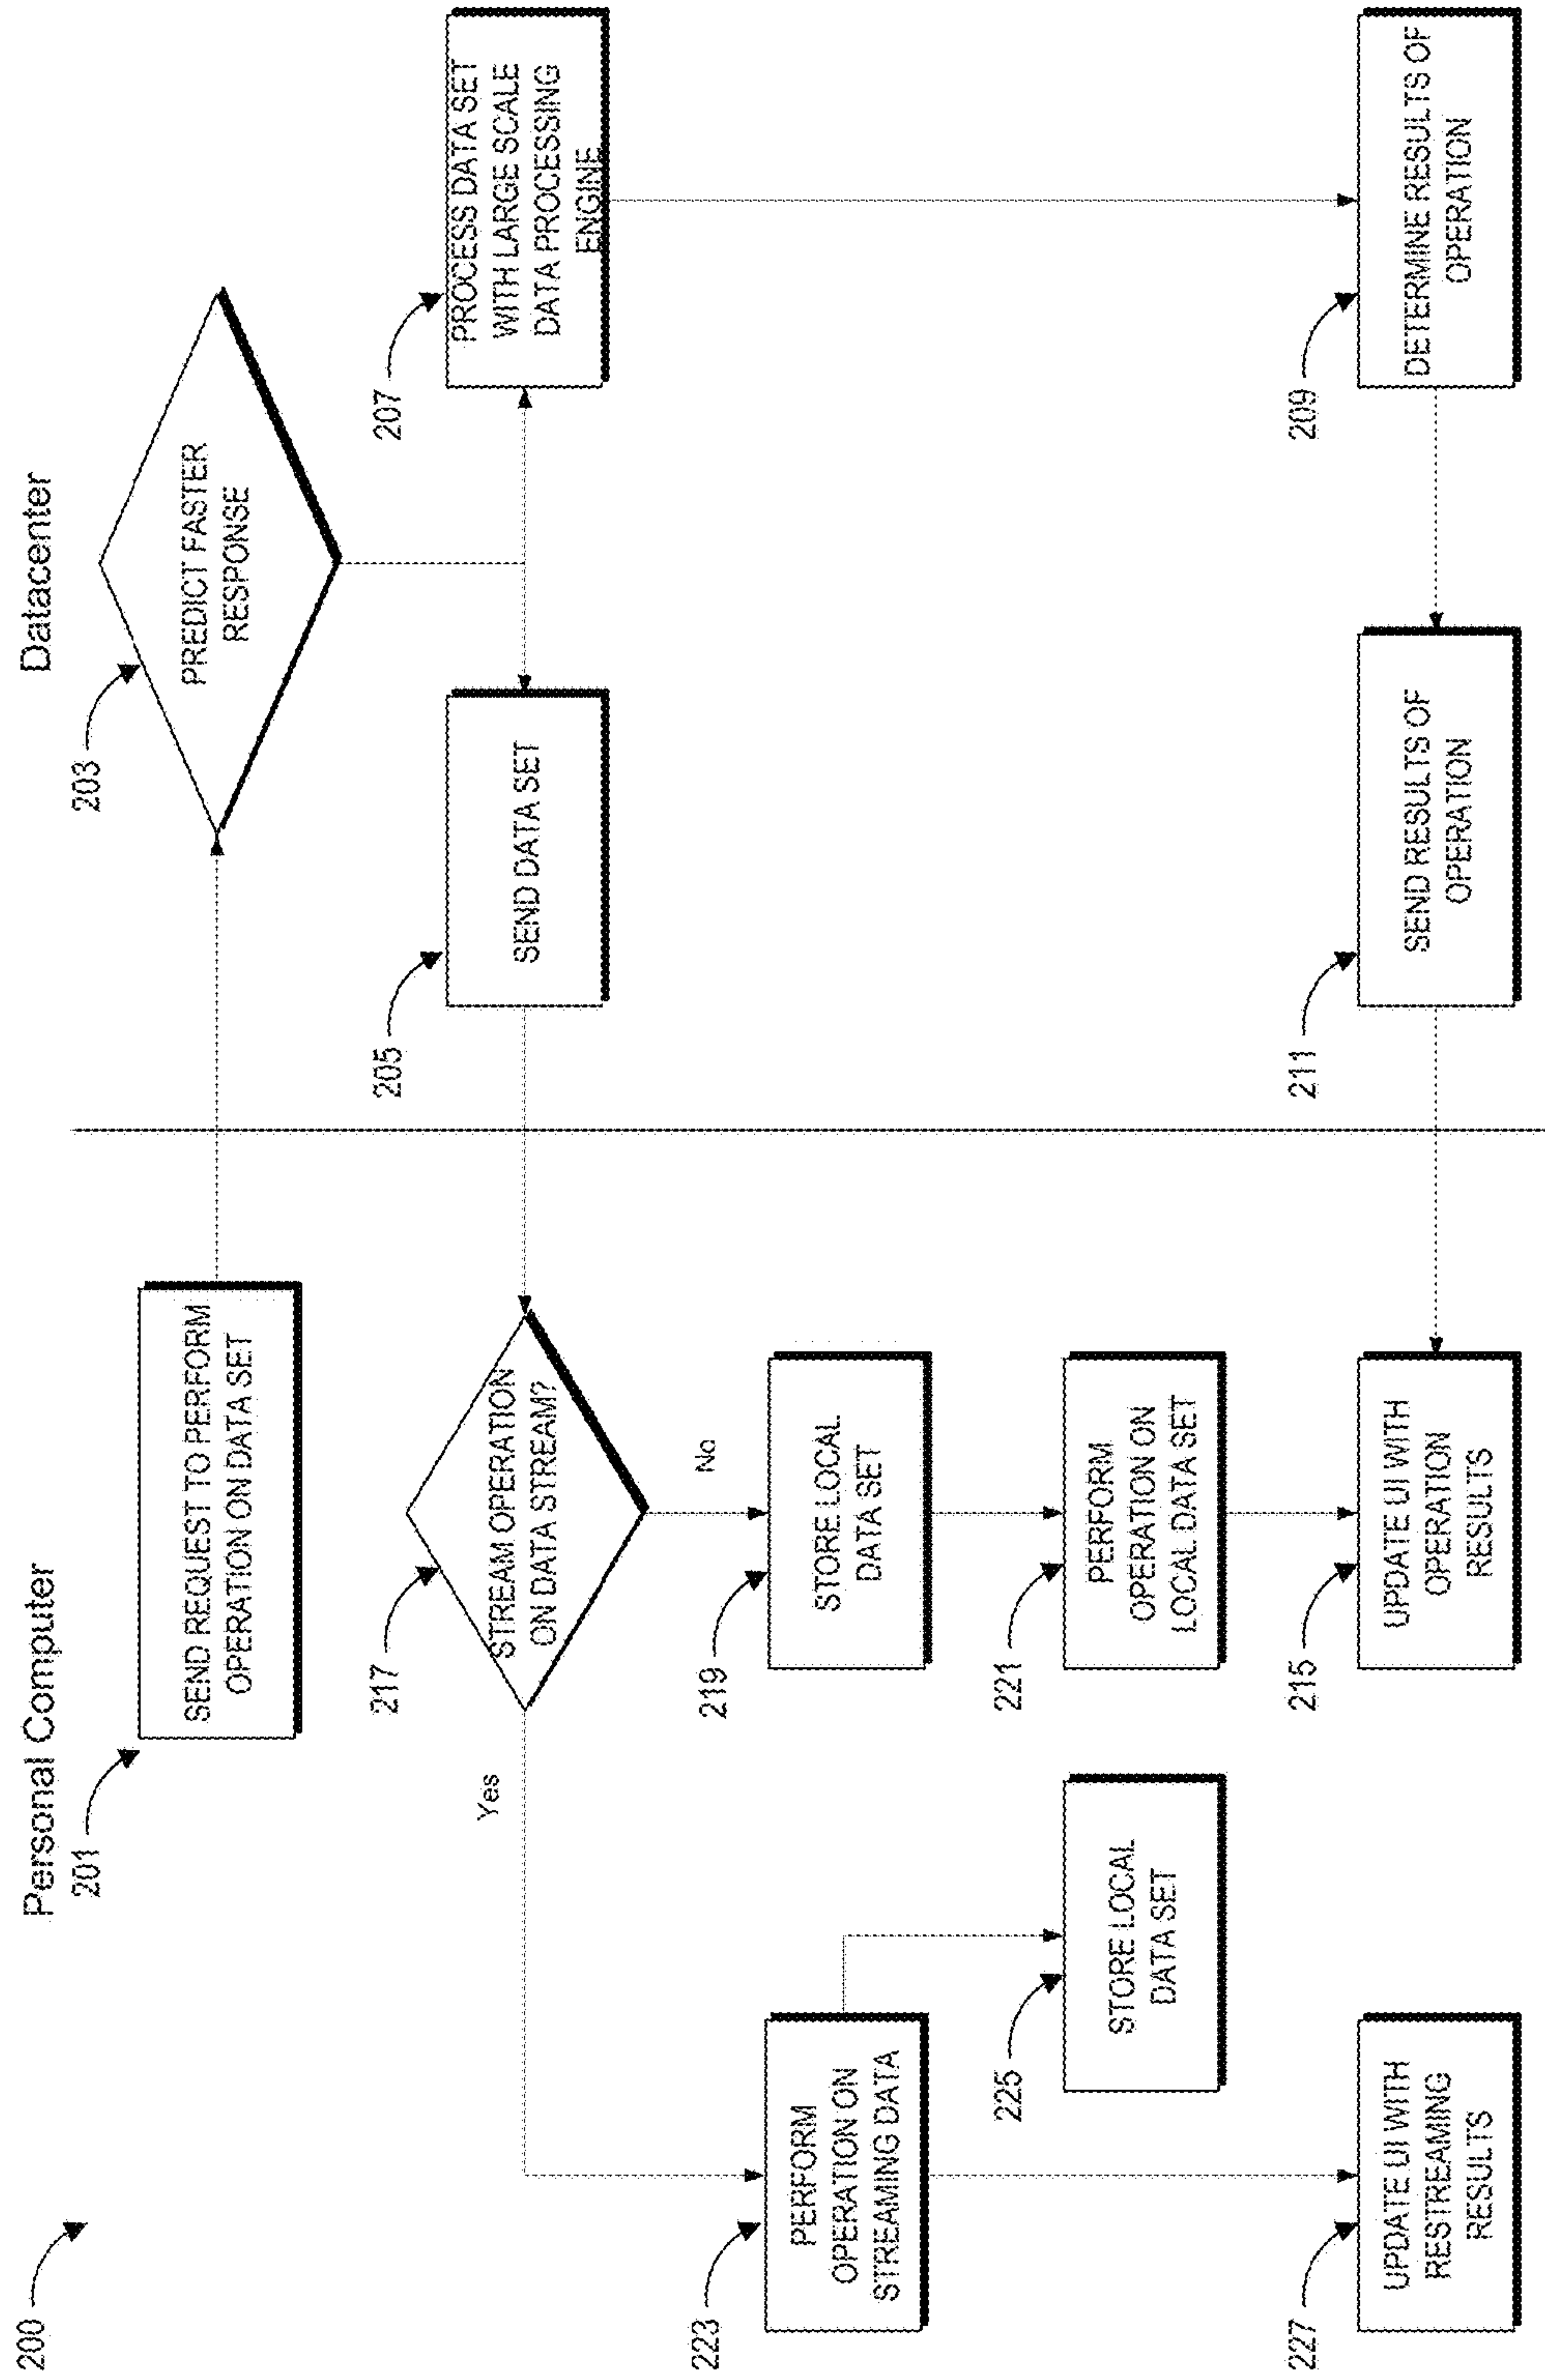 200
Personal Computer
Datacenter
201
SEND REQUEST TO PERFORM
OPERATION ON DATA SET
203
PREDICT FASTER
RESPONSE
217
STREAM OPERATION
ON DATA STREAM?
Yes
No
205
SEND DATA SET
207
PROCESS DATA SET
WITH LARGE SCALE
DATA PROCESSING
ENGINE
223
PERFORM
OPERATION ON
STREAMING DATA
219
STORE LOCAL
DATA SET
225
STORE LOCAL
DATA SET
221
PERFORM
OPERATION ON
LOCAL DATA SET
227
UPDATE UI WITH
RESTREAMING
RESULTS
215
UPDATE UI WITH
OPERATION
RESULTS
211
SEND RESULTS OF
OPERATION
209
DETERMINE RESULTS OF
OPERATION